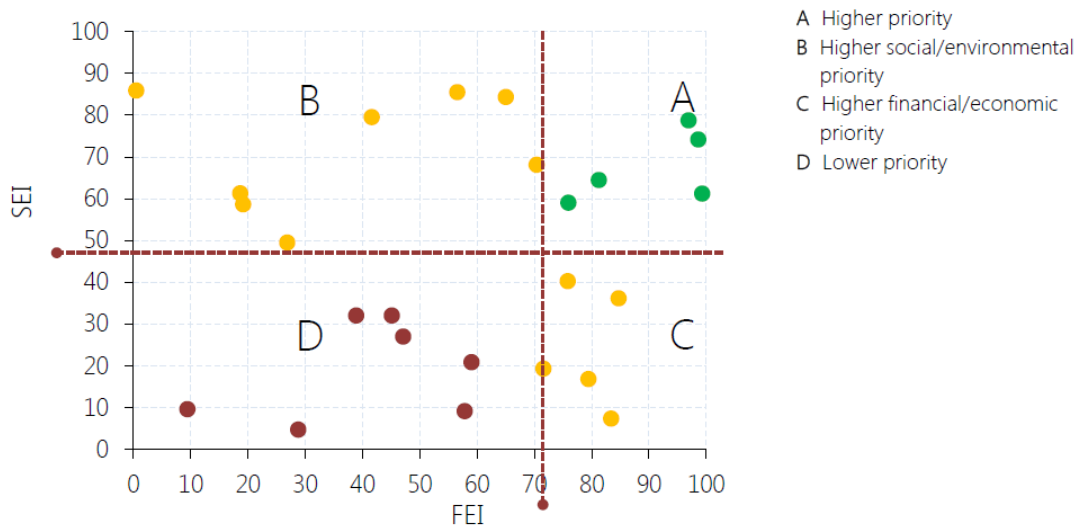 100
90
80
70
60
50
40
30
20
10
0
SEI
0 10 20 30 40 50 60 70 80 90 100
FEI
B
A
D
C
A Higher priority
B Higher social/environmental
priority
C Higher financial/economic
priority
D Lower priority